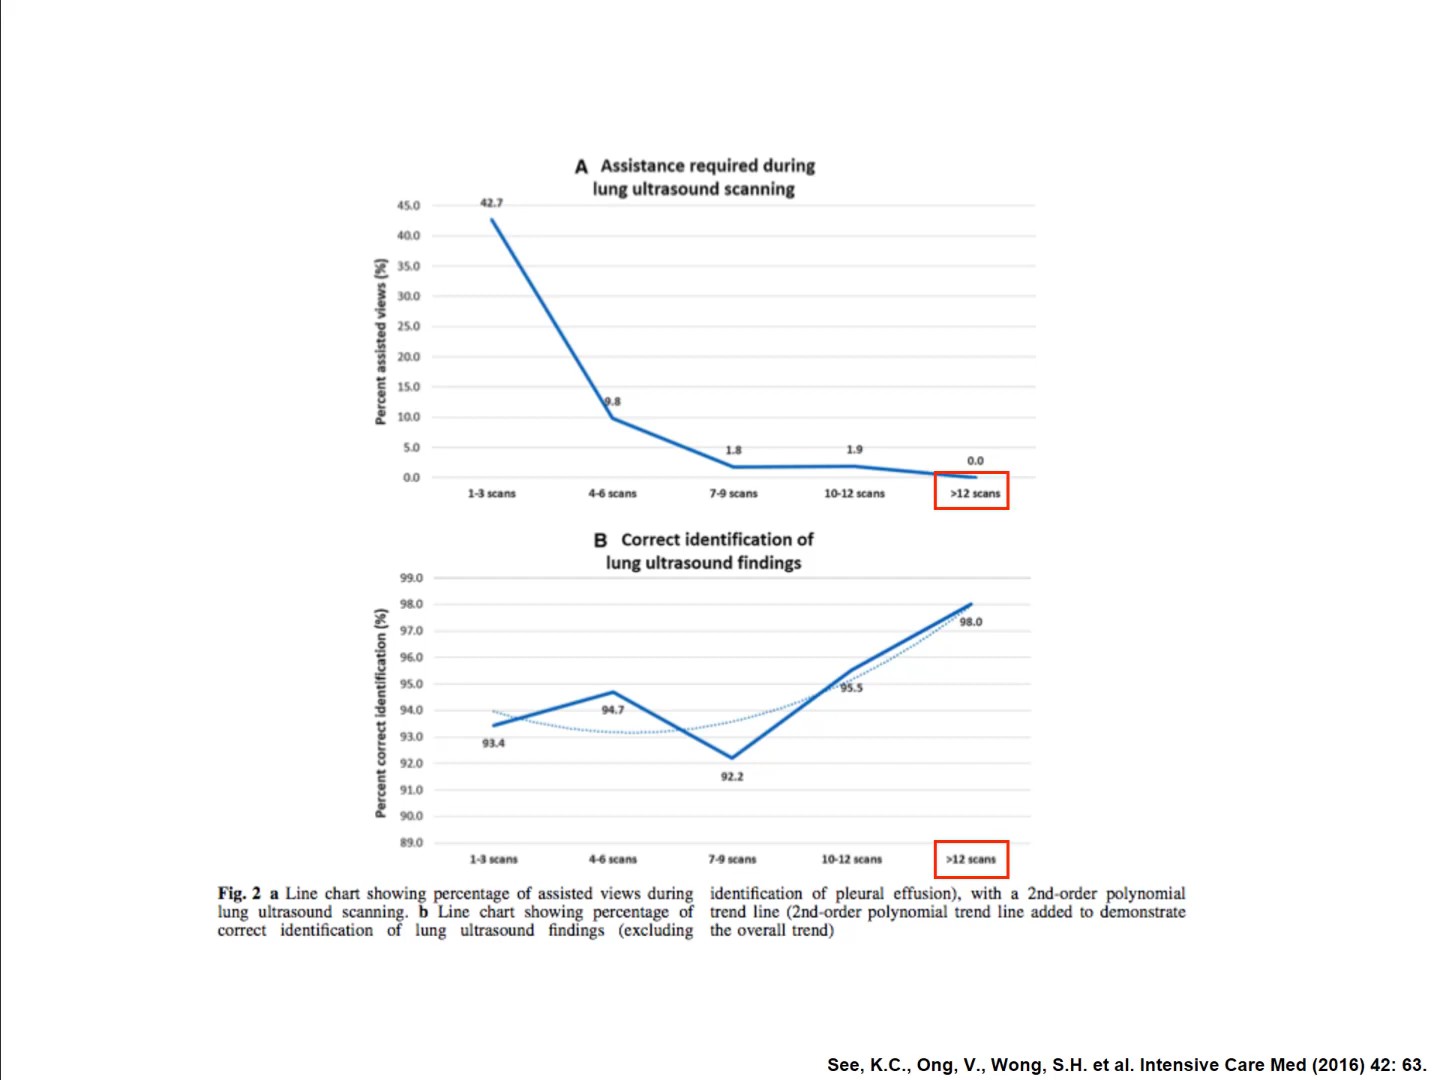 A Assistance required during
lung ultrasound scanning
Percent assisted views (%)
45.0
40.0
35.0
30.0
25.0
20.0
15.0
10.0
5.0
0.0
42.7
9.8
1.8
1.9
0.0
1-3 scans
4-6 scans
7-9 scans
10-12 scans
>12 scans
B Correct identification of
lung ultrasound findings
Percent correct identification (%)
99.0
98.0
97.0
96.0
95.0
94.0
93.0
92.0
91.0
90.0
89.0
93.4
94.7
92.2
95.5
98.0
1-3 scans
4-6 scans
7-9 scans
10-12 scans
>12 scans
Fig. 2 a Line chart showing percentage of assisted views during
lung ultrasound scanning. b Line chart showing percentage of
correct identification of lung ultrasound findings (excluding
identification of pleural effusion), with a 2nd-order polynomial
trend line (2nd-order polynomial trend line added to demonstrate
the overall trend)
See, K.C., Ong, V., Wong, S.H. et al. Intensive Care Med (2016) 42: 63.